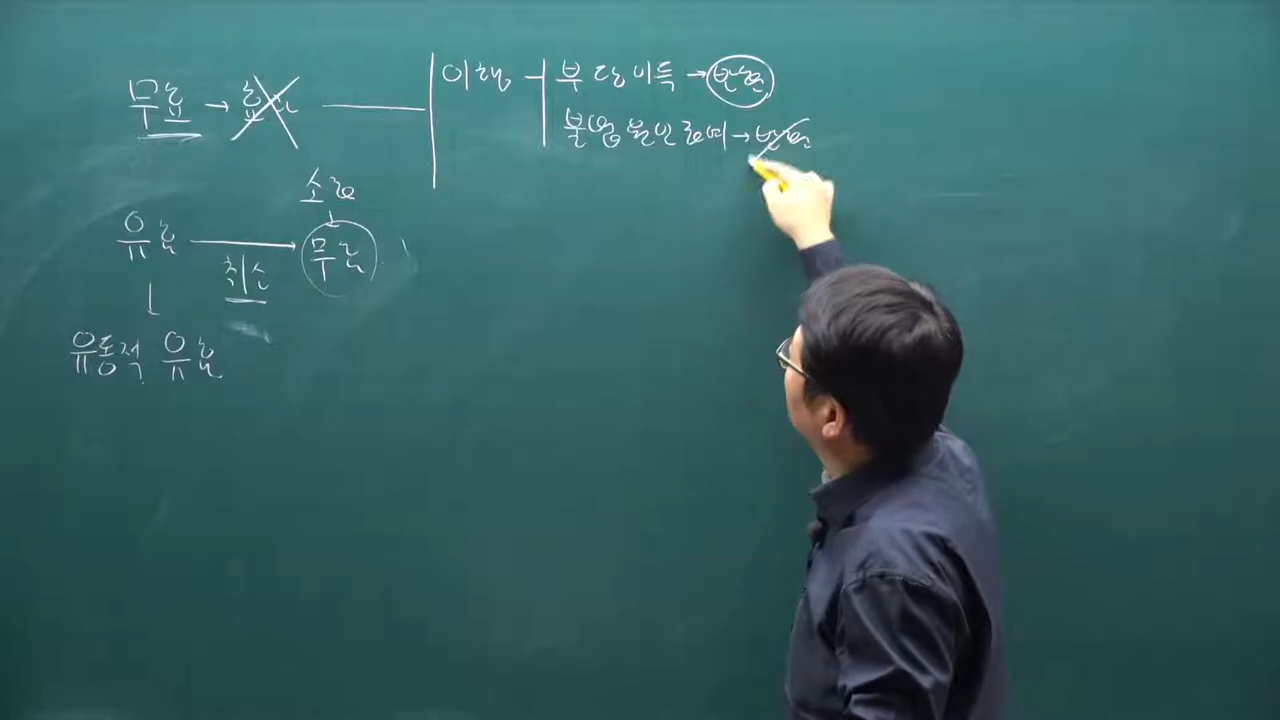 무효 → 효과 이행 부당이득 → 반환
불법원인급여 → 반환
소급
유효 → 무효
취소
유동적 유효